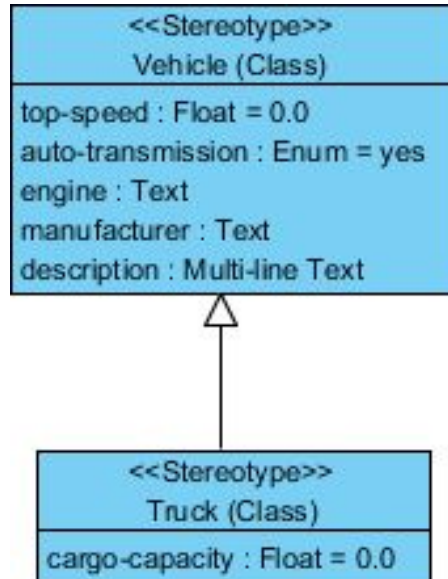 <<Stereotype>>
Vehicle (Class)
top-speed : Float = 0.0
auto-transmission : Enum = yes
engine : Text
manufacturer : Text
description : Multi-line Text
<<Stereotype>>
Truck (Class)
cargo-capacity : Float = 0.0